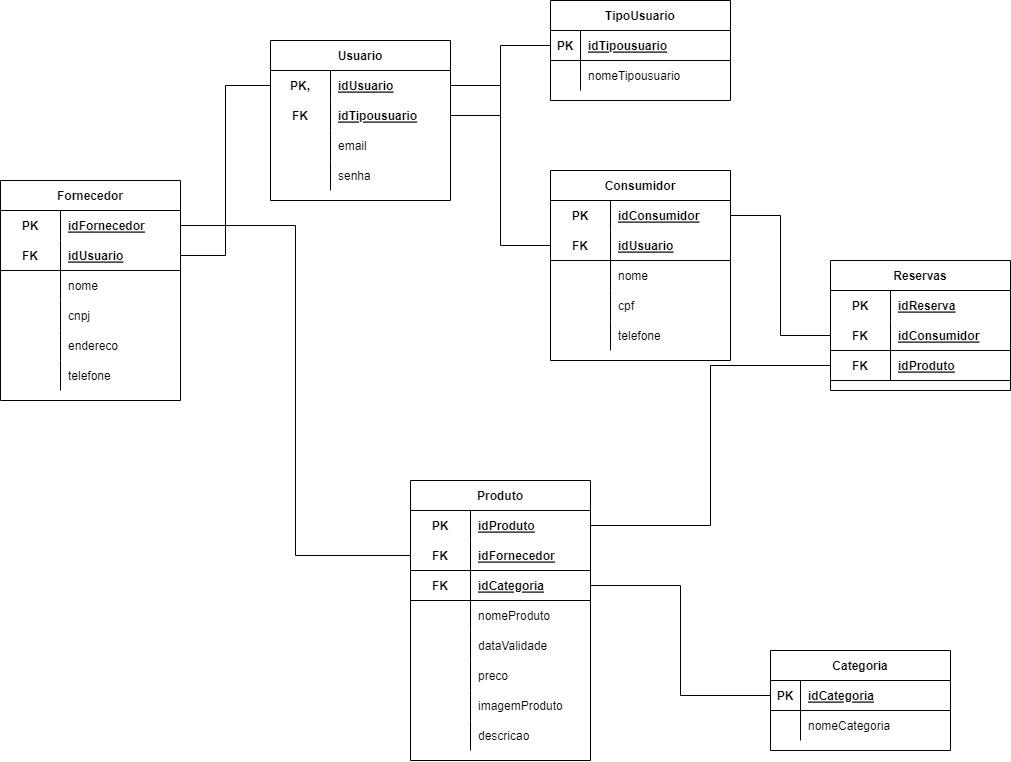 TipoUsuario
PK idTipousuario
nomeTipousuario
Usuario
PK, idUsuario
FK idTipousuario
email
senha
Fornecedor
PK idFornecedor
FK idUsuario
nome
cnpj
endereco
telefone
Consumidor
PK idConsumidor
FK idUsuario
nome
cpf
telefone
Reservas
PK idReserva
FK idConsumidor
FK idProduto
Produto
PK idProduto
FK idFornecedor
FK idCategoria
nomeProduto
dataValidade
preco
imagemProduto
descricao
Categoria
PK idCategoria
nomeCategoria